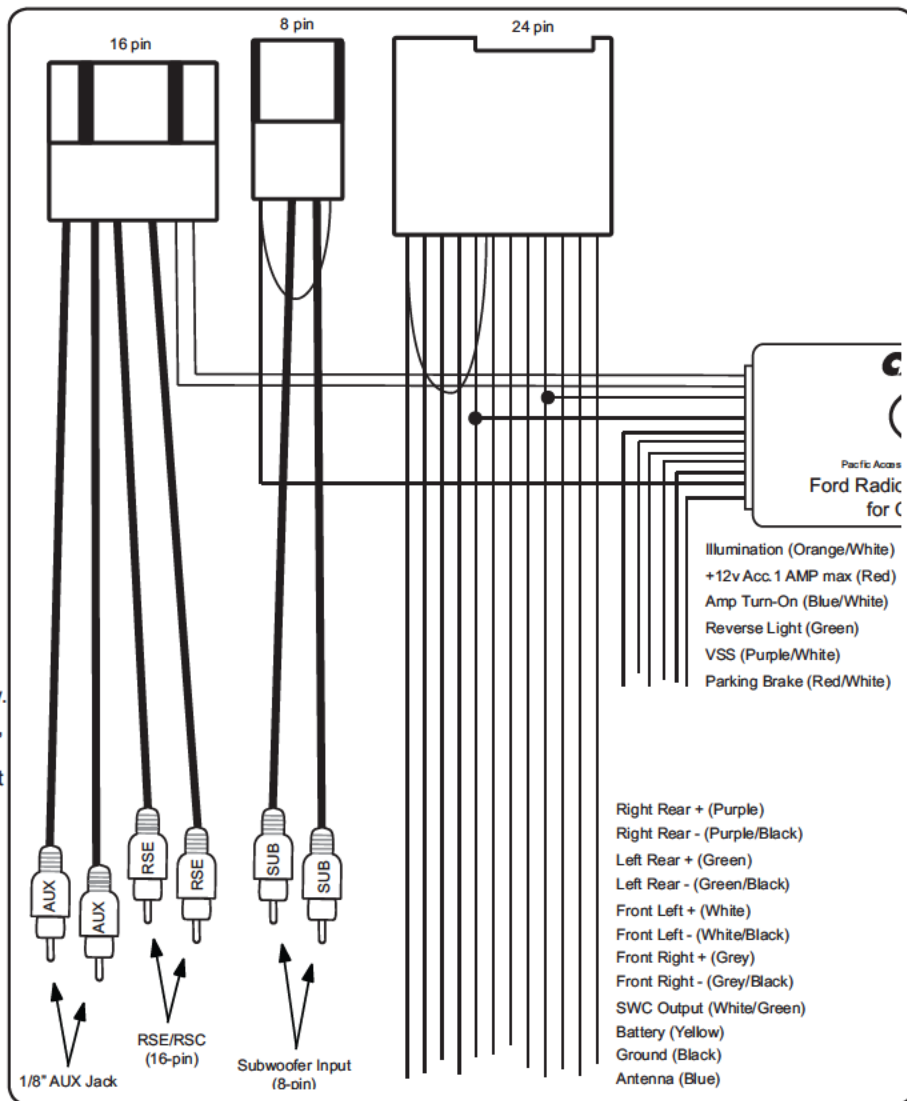 16 pin
8 pin
24 pin
Pacfic Acces
Ford Radio
for
Illumination (Orange/White)
+12v Acc.1 AMP max (Red)
Amp Turn-On (Blue/White)
Reverse Light (Green)
VSS (Purple/White)
Parking Brake (Red/White)
Right Rear + (Purple)
Right Rear - (Purple/Black)
Left Rear + (Green)
Left Rear - (Green/Black)
Front Left + (White)
Front Left - (White/Black)
Front Right + (Grey)
Front Right - (Grey/Black)
SWC Output (White/Green)
Battery (Yellow)
Ground (Black)
Antenna (Blue)
AUX
AUX
RSE
RSE
SUB
SUB
1/8" AUX Jack
RSE/RSC
(16-pin)
Subwoofer Input
(8-pin)